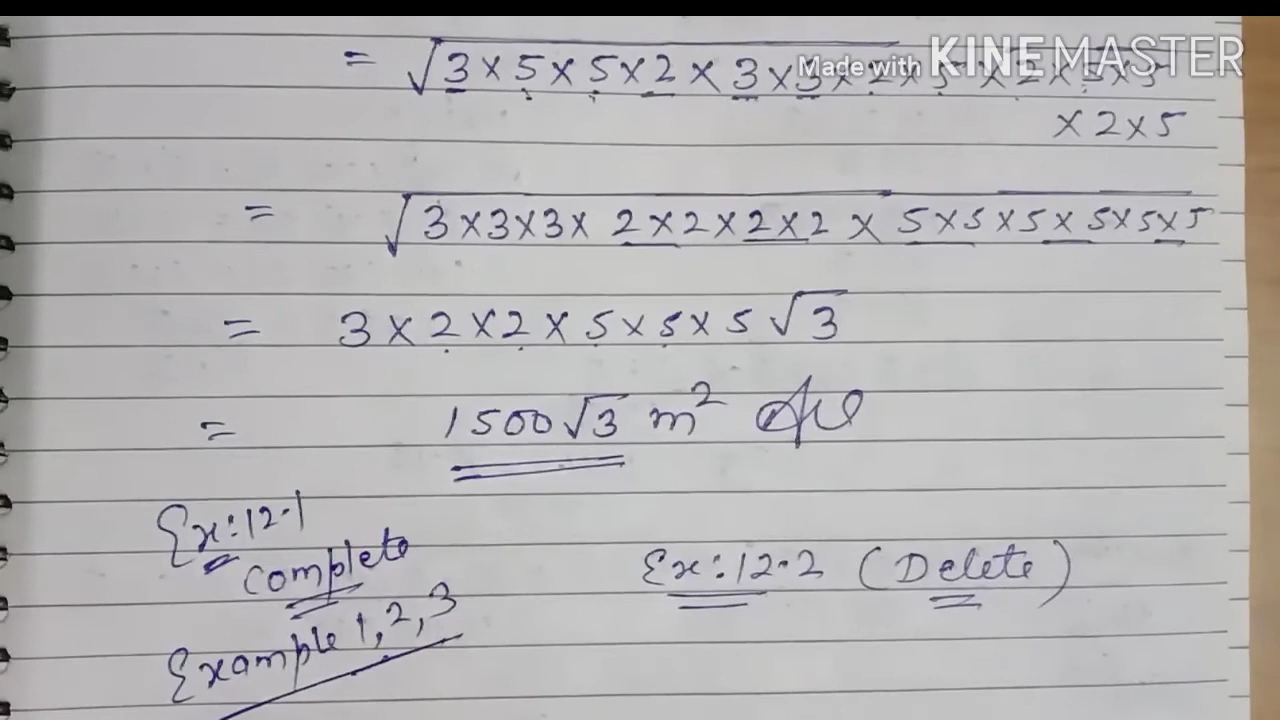 = √3×5×5×2×3×3×2×5×2×5×5
×2×5
Made with KINEMASTER
= √3×3×3×2×2×2×2×5×5×5×5×5×5
= 3×2×2×5×5×5√3
= 1500√3 m²
Ex:12.1
complete
Ex:12.2 (Delete)
Example 1,2,3